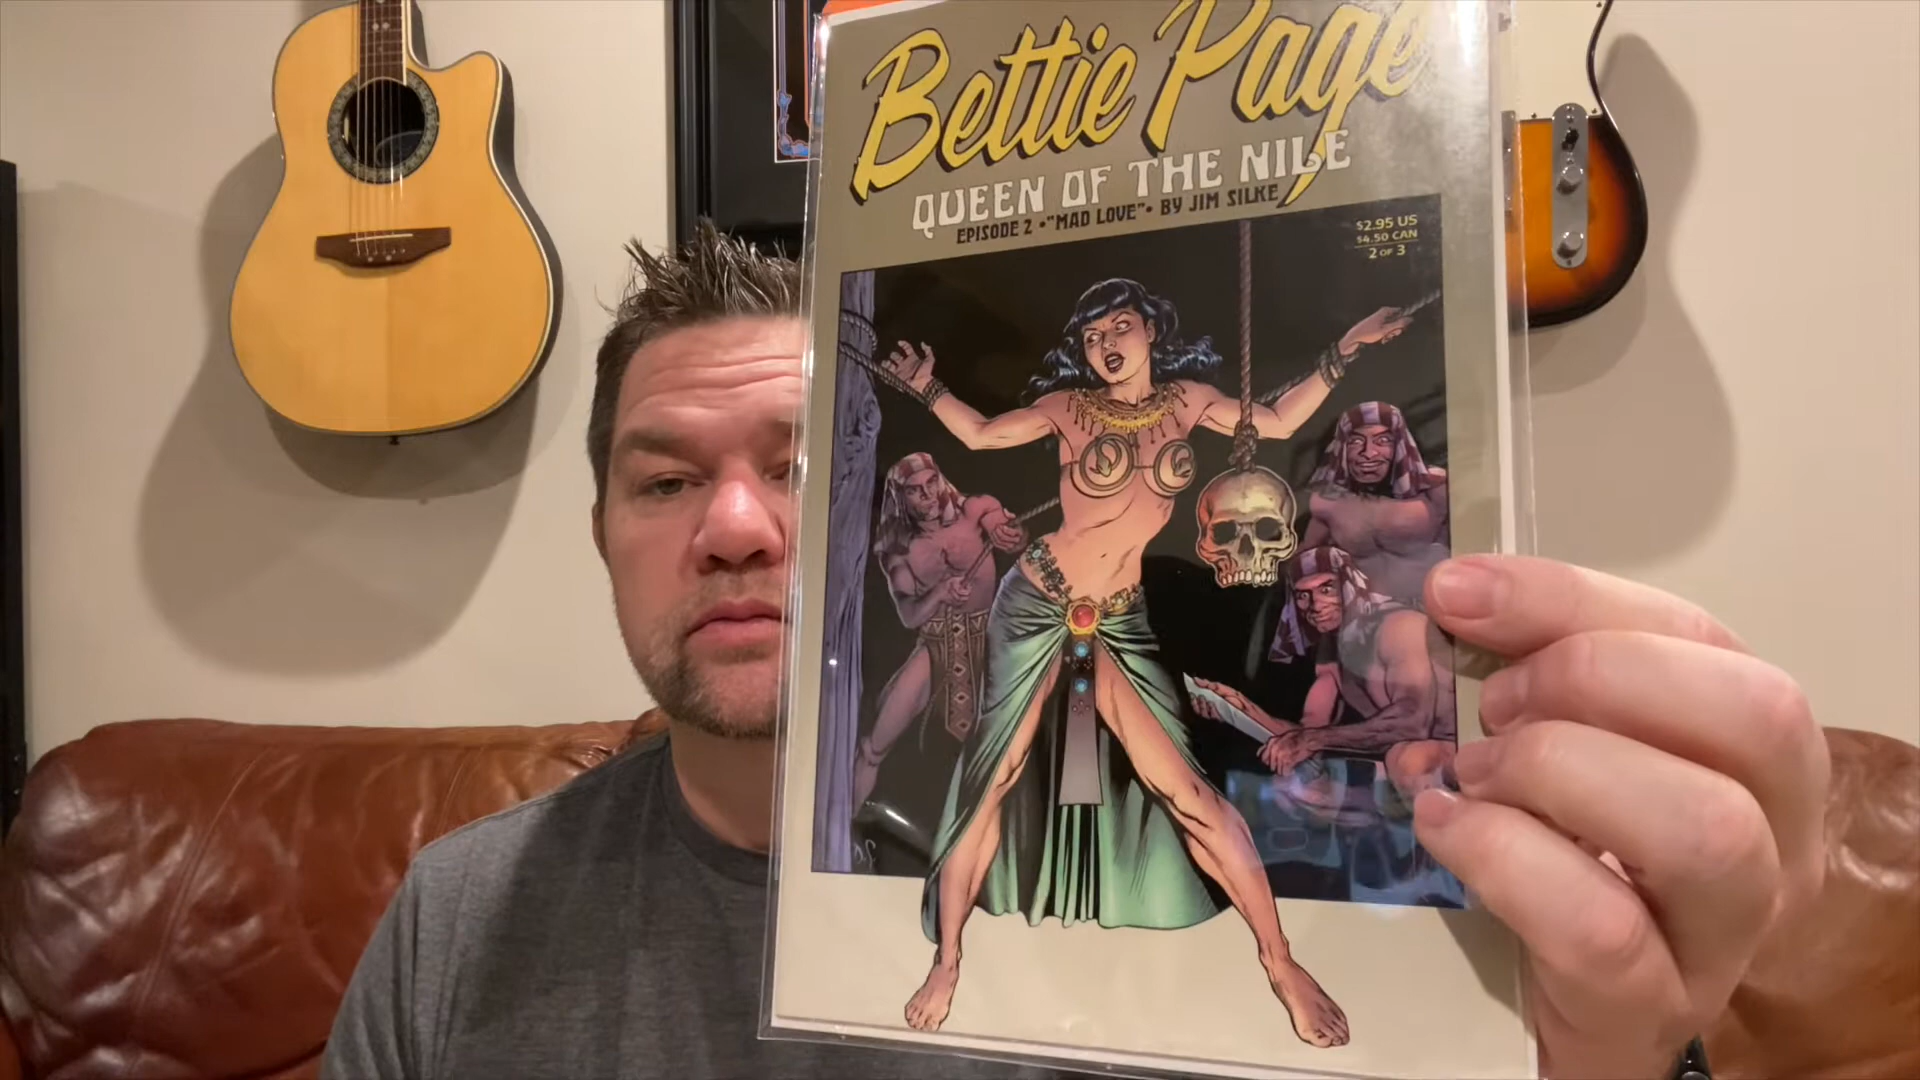 Bettie Page
QUEEN OF THE NILE
EPISODE 2 • "MAD LOVE" • BY JIM SILKE
$2.95 US
$4.50 CAN
2 OF 3